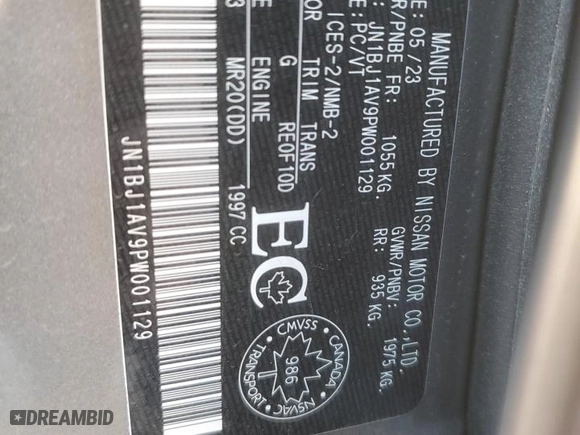 MANUFACTURED BY NISSAN MOTOR CO.,LTD.
05/23 GVWR/PNBV: 1975 KG.
R/PNBE FR: 1055 KG. RR: 935 KG.
JN1BJ1AV9PW001129
E:PC/VT
ICES-2/NMB-2
OR TRIM TRANS
G REOF10D
ENGINE
MR20(DD) 1997 CC
EC
CMVSS
CANADA
NSVAC
TRANSPORT
986
JN1BJ1AV9PW001129
DREAMBID